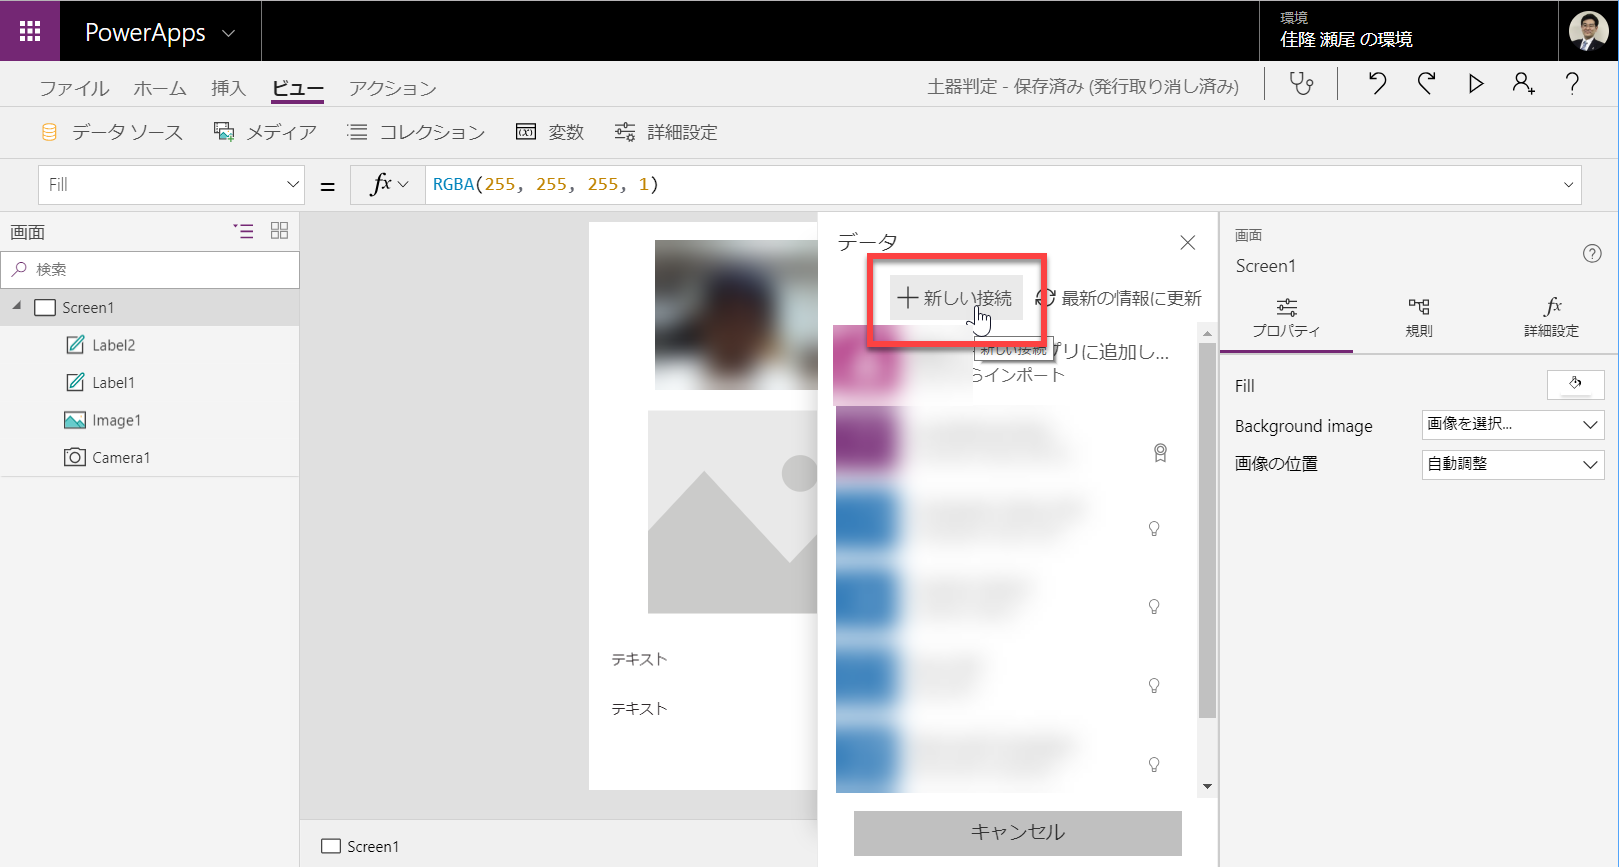 PowerApps
環境
佳隆 瀬尾 の環境
ファイル ホーム 挿入 ビュー アクション
土器判定 - 保存済み (発行取り消し済み)
データ ソース メディア コレクション 変数 詳細設定
Fill = fx RGBA(255, 255, 255, 1)
画面
検索
Screen1
Label2
Label1
Image1
Camera1
テキスト
テキスト
Screen1
データ
新しい接続 最新の情報に更新
新しい接続
プリに追加し...
らインポート
キャンセル
画面
Screen1
プロパティ 規則 詳細設定
Fill
Background image 画像を選択...
画像の位置 自動調整